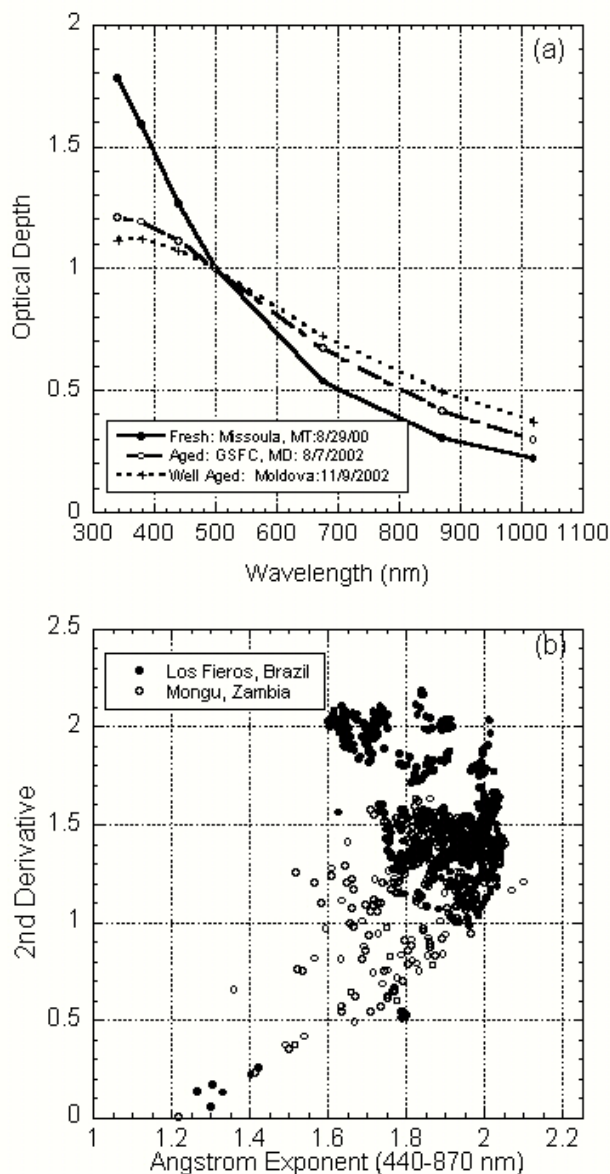 (a)
2
1.5
1
0.5
0
Optical Depth
Fresh: Missoula, MT:8/29/00
Aged: GSFC, MD: 8/7/2002
Well Aged: Moldova:11/9/2002
300 400 500 600 700 800 900 1000 1100
Wavelength (nm)
(b)
2.5
2
1.5
1
0.5
0
2nd Derivative
Los Fieros, Brazil
Mongu, Zambia
1 1.2 1.4 1.6 1.8 2 2.2
Angstrom Exponent (440-870 nm)